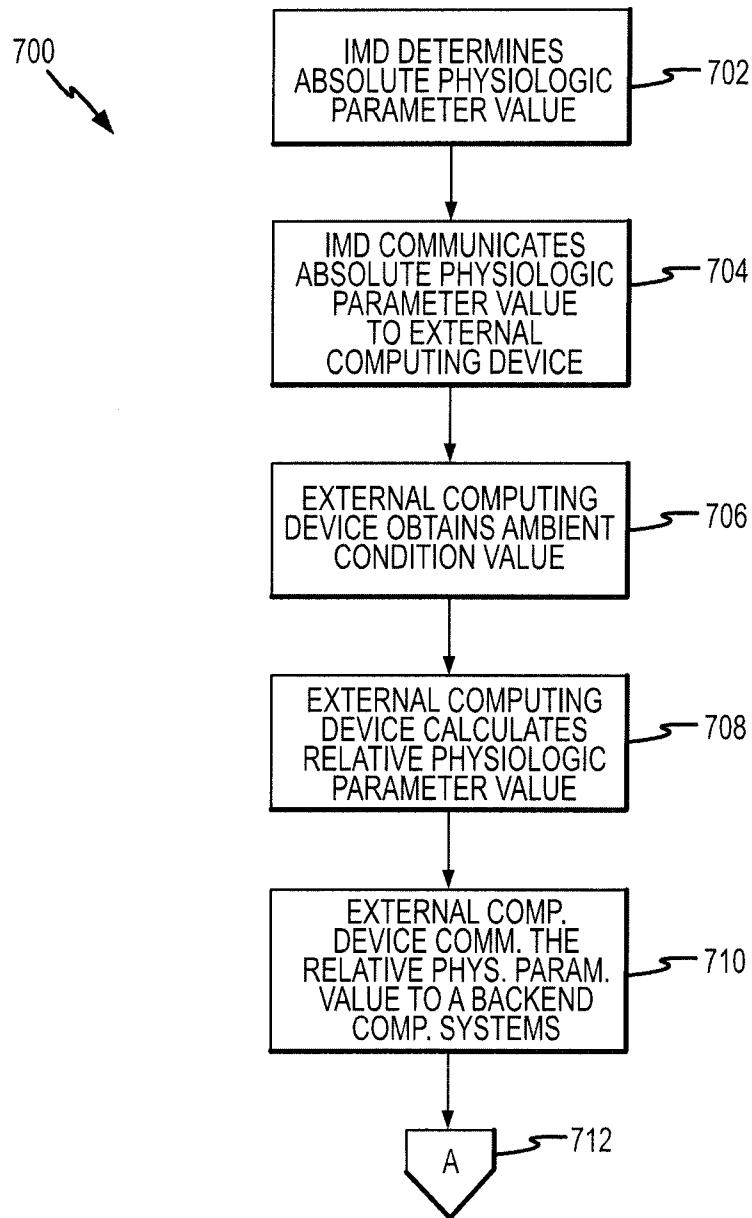 700
IMD DETERMINES
ABSOLUTE PHYSIOLOGIC
PARAMETER VALUE
702
IMD COMMUNICATES
ABSOLUTE PHYSIOLOGIC
PARAMETER VALUE
TO EXTERNAL
COMPUTING DEVICE
704
EXTERNAL COMPUTING
DEVICE OBTAINS AMBIENT
CONDITION VALUE
706
EXTERNAL COMPUTING
DEVICE CALCULATES
RELATIVE PHYSIOLOGIC
PARAMETER VALUE
708
EXTERNAL COMP.
DEVICE COMM. THE
RELATIVE PHYS. PARAM.
VALUE TO A BACKEND
COMP. SYSTEMS
710
A
712